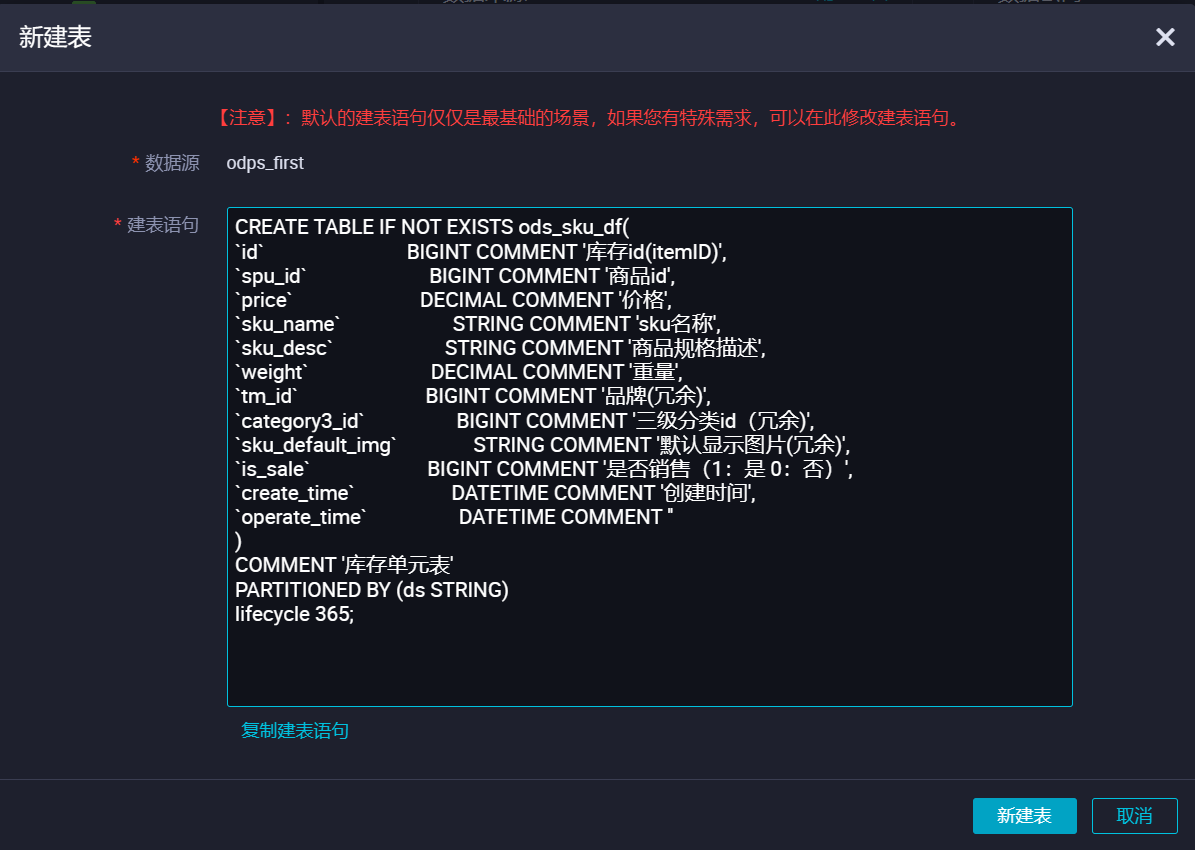 新建表
【注意】：默认的建表语句仅仅是最基础的场景，如果您有特殊需求，可以在此修改建表语句。
* 数据源 odps_first
* 建表语句
CREATE TABLE IF NOT EXISTS ods_sku_df(
`id` BIGINT COMMENT '库存id(itemID)',
`spu_id` BIGINT COMMENT '商品id',
`price` DECIMAL COMMENT '价格',
`sku_name` STRING COMMENT 'sku名称',
`sku_desc` STRING COMMENT '商品规格描述',
`weight` DECIMAL COMMENT '重量',
`tm_id` BIGINT COMMENT '品牌(冗余)',
`category3_id` BIGINT COMMENT '三级分类id（冗余)',
`sku_default_img` STRING COMMENT '默认显示图片(冗余)',
`is_sale` BIGINT COMMENT '是否销售（1：是 0：否）',
`create_time` DATETIME COMMENT '创建时间',
`operate_time` DATETIME COMMENT ''
)
COMMENT '库存单元表'
PARTITIONED BY (ds STRING)
lifecycle 365;
复制建表语句
新建表 取消